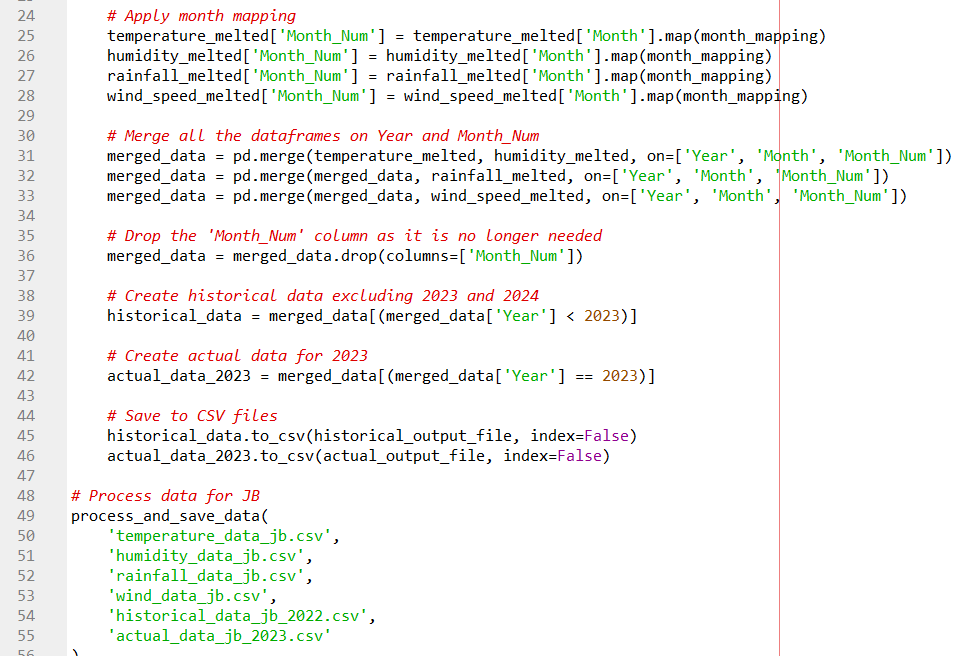 24 # Apply month mapping
25 temperature_melted['Month_Num'] = temperature_melted['Month'].map(month_mapping)
26 humidity_melted['Month_Num'] = humidity_melted['Month'].map(month_mapping)
27 rainfall_melted['Month_Num'] = rainfall_melted['Month'].map(month_mapping)
28 wind_speed_melted['Month_Num'] = wind_speed_melted['Month'].map(month_mapping)
29
30 # Merge all the dataframes on Year and Month_Num
31 merged_data = pd.merge(temperature_melted, humidity_melted, on=['Year', 'Month', 'Month_Num'])
32 merged_data = pd.merge(merged_data, rainfall_melted, on=['Year', 'Month', 'Month_Num'])
33 merged_data = pd.merge(merged_data, wind_speed_melted, on=['Year', 'Month', 'Month_Num'])
34
35 # Drop the 'Month_Num' column as it is no longer needed
36 merged_data = merged_data.drop(columns=['Month_Num'])
37
38 # Create historical data excluding 2023 and 2024
39 historical_data = merged_data[(merged_data['Year'] < 2023)]
40
41 # Create actual data for 2023
42 actual_data_2023 = merged_data[(merged_data['Year'] == 2023)]
43
44 # Save to CSV files
45 historical_data.to_csv(historical_output_file, index=False)
46 actual_data_2023.to_csv(actual_output_file, index=False)
47
48 # Process data for JB
49 process_and_save_data(
50 'temperature_data_jb.csv',
51 'humidity_data_jb.csv',
52 'rainfall_data_jb.csv',
53 'wind_data_jb.csv',
54 'historical_data_jb_2022.csv',
55 'actual_data_jb_2023.csv'
56 )